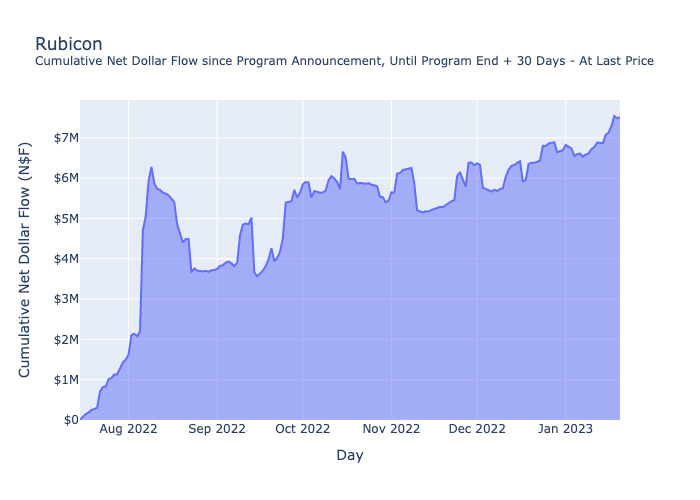 Rubicon
Cumulative Net Dollar Flow since Program Announcement, Until Program End + 30 Days - At Last Price
Cumulative Net Dollar Flow (N$F)
$7M
$6M
$5M
$4M
$3M
$2M
$1M
$0
Aug 2022
Sep 2022
Oct 2022
Nov 2022
Dec 2022
Jan 2023
Day